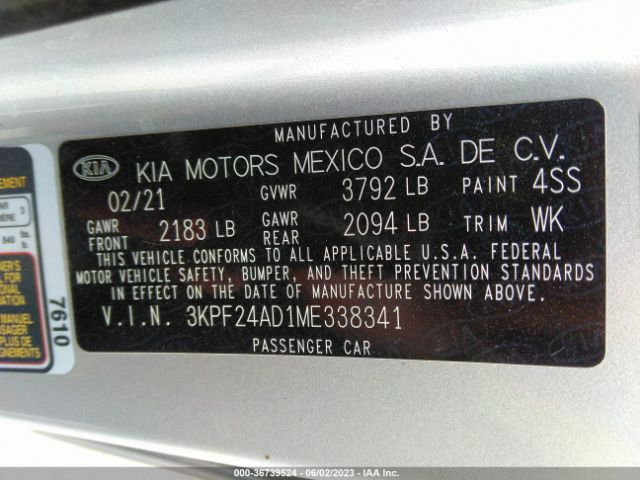 MANUFACTURED BY
KIA KIA MOTORS MEXICO S.A. DE C.V.
02/21 GVWR 3792 LB PAINT 4SS
GAWR FRONT 2183 LB GAWR REAR 2094 LB TRIM WK
THIS VEHICLE CONFORMS TO ALL APPLICABLE U.S.A. FEDERAL
MOTOR VEHICLE SAFETY, BUMPER, AND THEFT PREVENTION STANDARDS
IN EFFECT ON THE DATE OF MANUFACTURE SHOWN ABOVE.
V.I.N. 3KPF24AD1ME338341
PASSENGER CAR
3
7610
MANUEL
© - 36739524 - 06/02/2023 - IAA Inc.